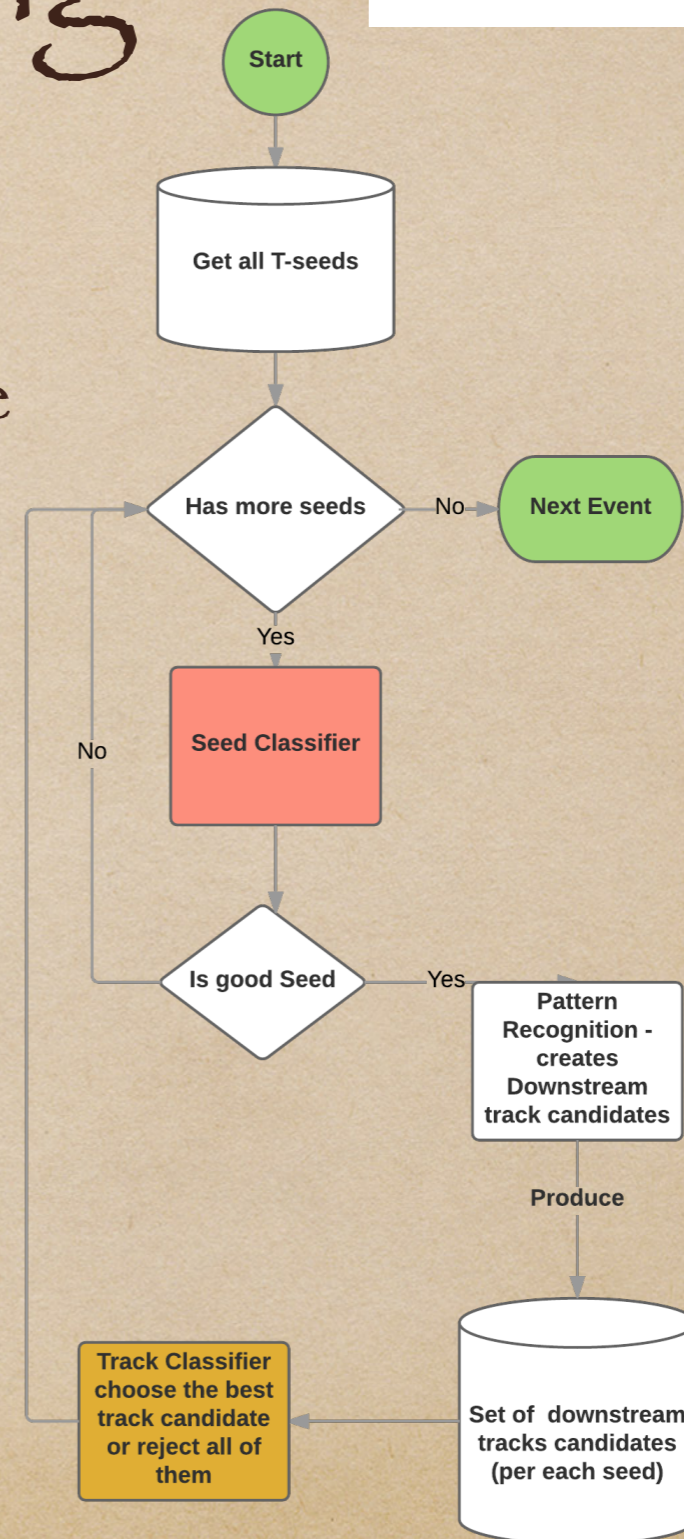 Start
Get all T-seeds
Has more seeds
No
Next Event
Yes
Seed Classifier
No
Is good Seed
Yes
Pattern
Recognition -
creates
Downstream
track candidates
Produce
Set of downstream
tracks candidates
(per each seed)
Track Classifier
choose the best
track candidate
or reject all of
them